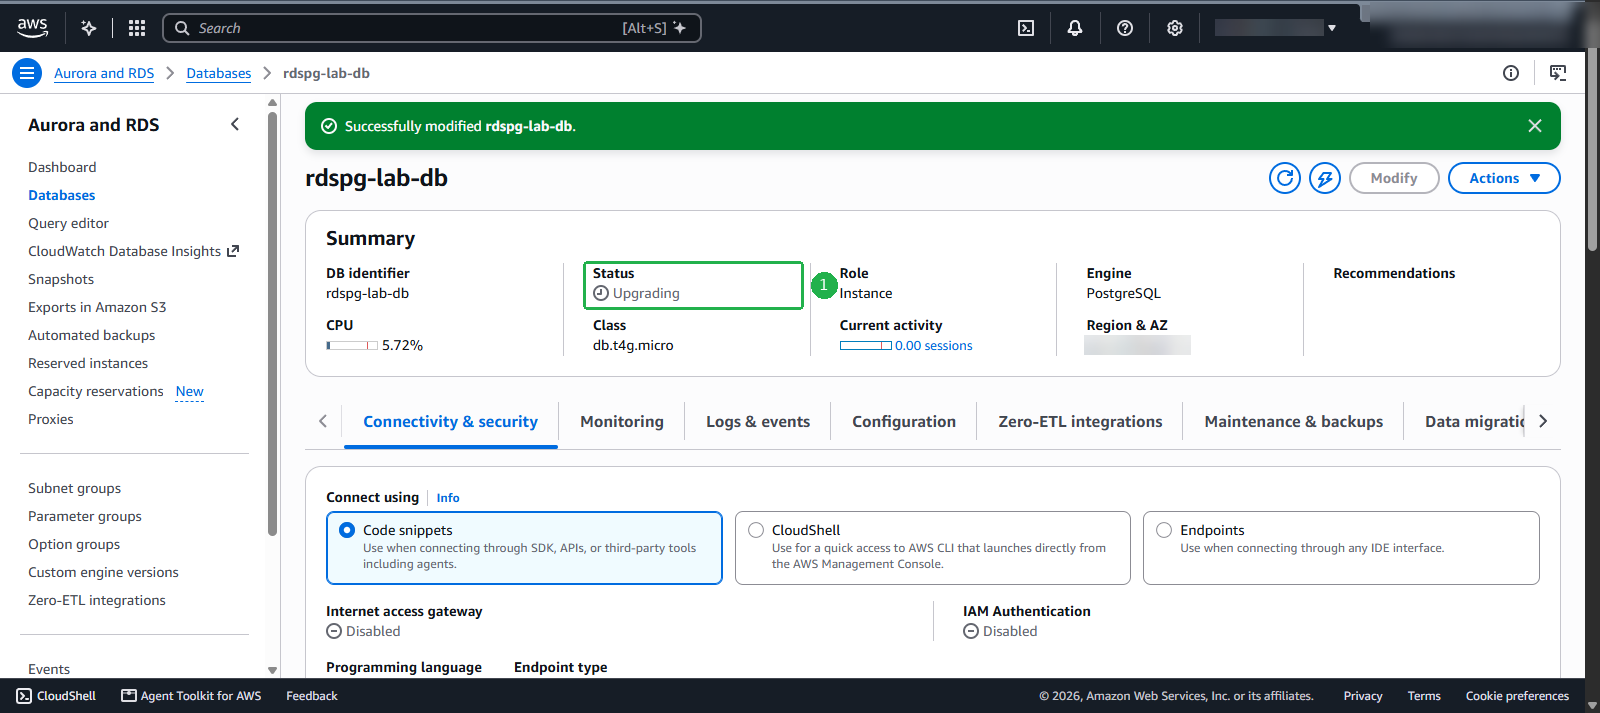 aws
Search
[Alt+S]
Aurora and RDS
Databases
rdspg-lab-db
Aurora and RDS
Dashboard
Databases
Query editor
CloudWatch Database Insights
Snapshots
Exports in Amazon S3
Automated backups
Reserved instances
Capacity reservations New
Proxies
Subnet groups
Parameter groups
Option groups
Custom engine versions
Zero-ETL integrations
Events
Successfully modified rdspg-lab-db.
rdspg-lab-db
Modify
Actions
Summary
DB identifier
rdspg-lab-db
Status
Upgrading
1
Role
Instance
Engine
PostgreSQL
Recommendations
CPU
5.72%
Class
db.t4g.micro
Current activity
0.00 sessions
Region & AZ
Connectivity & security
Monitoring
Logs & events
Configuration
Zero-ETL integrations
Maintenance & backups
Data migratic
Connect using
Info
Code snippets
Use when connecting through SDK, APIs, or third-party tools
including agents.
CloudShell
Use for a quick access to AWS CLI that launches directly from
the AWS Management Console.
Endpoints
Use when connecting through any IDE interface.
Internet access gateway
Disabled
IAM Authentication
Disabled
Programming language
Endpoint type
CloudShell
Agent Toolkit for AWS
Feedback
© 2026, Amazon Web Services, Inc. or its affiliates.
Privacy
Terms
Cookie preferences